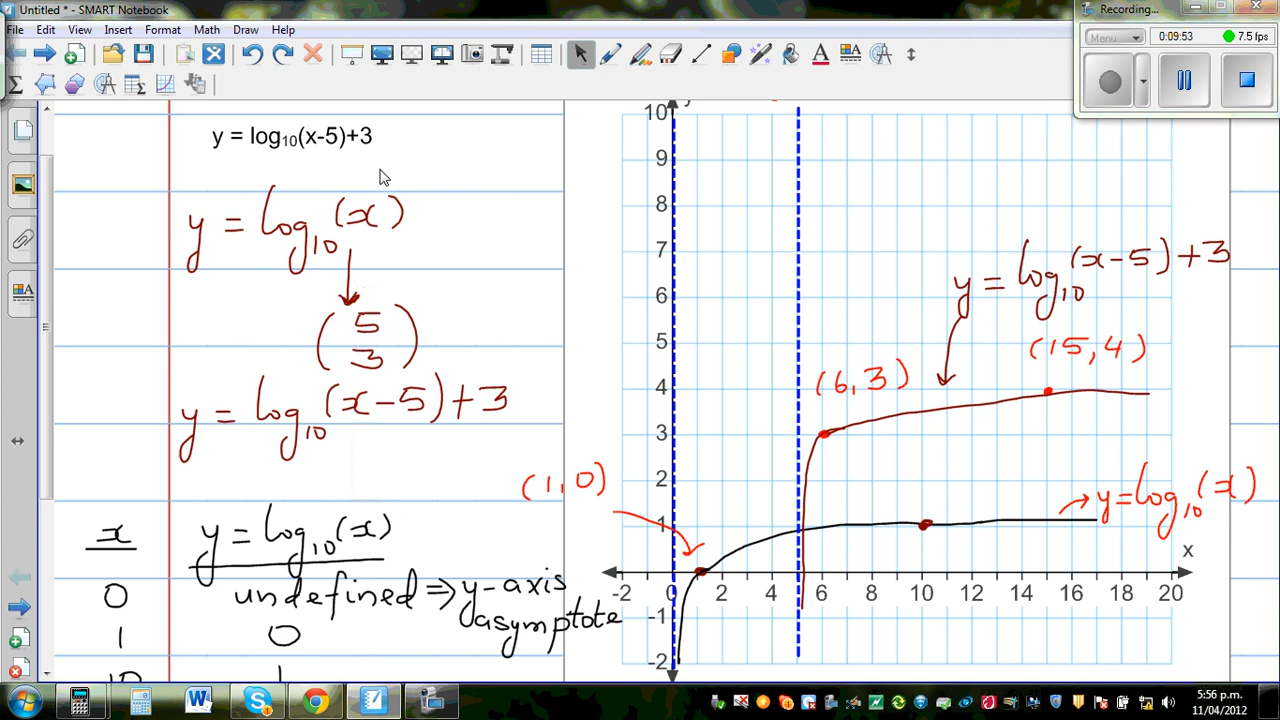 Untitled * - SMART Notebook
Recording...
File Edit View Insert Format Math Draw Help
Menu
0:09:53
7.5 fps
y = log₁₀(x-5)+3
y = log₁₀(x)
(5
3)
y = log₁₀(x-5)+3
x
y = log₁₀(x)
0 undefined ⇒ y-axis
asymptote
1 0
10 1
y
10
9
8
7
6
5
4
3
2
1
-1
-2
-2 0 2 4 6 8 10 12 14 16 18 20
x
y = log₁₀(x-5)+3
(15,4)
(6,3)
(1,0)
y=log₁₀(x)
5:56 p.m.
11/04/2012